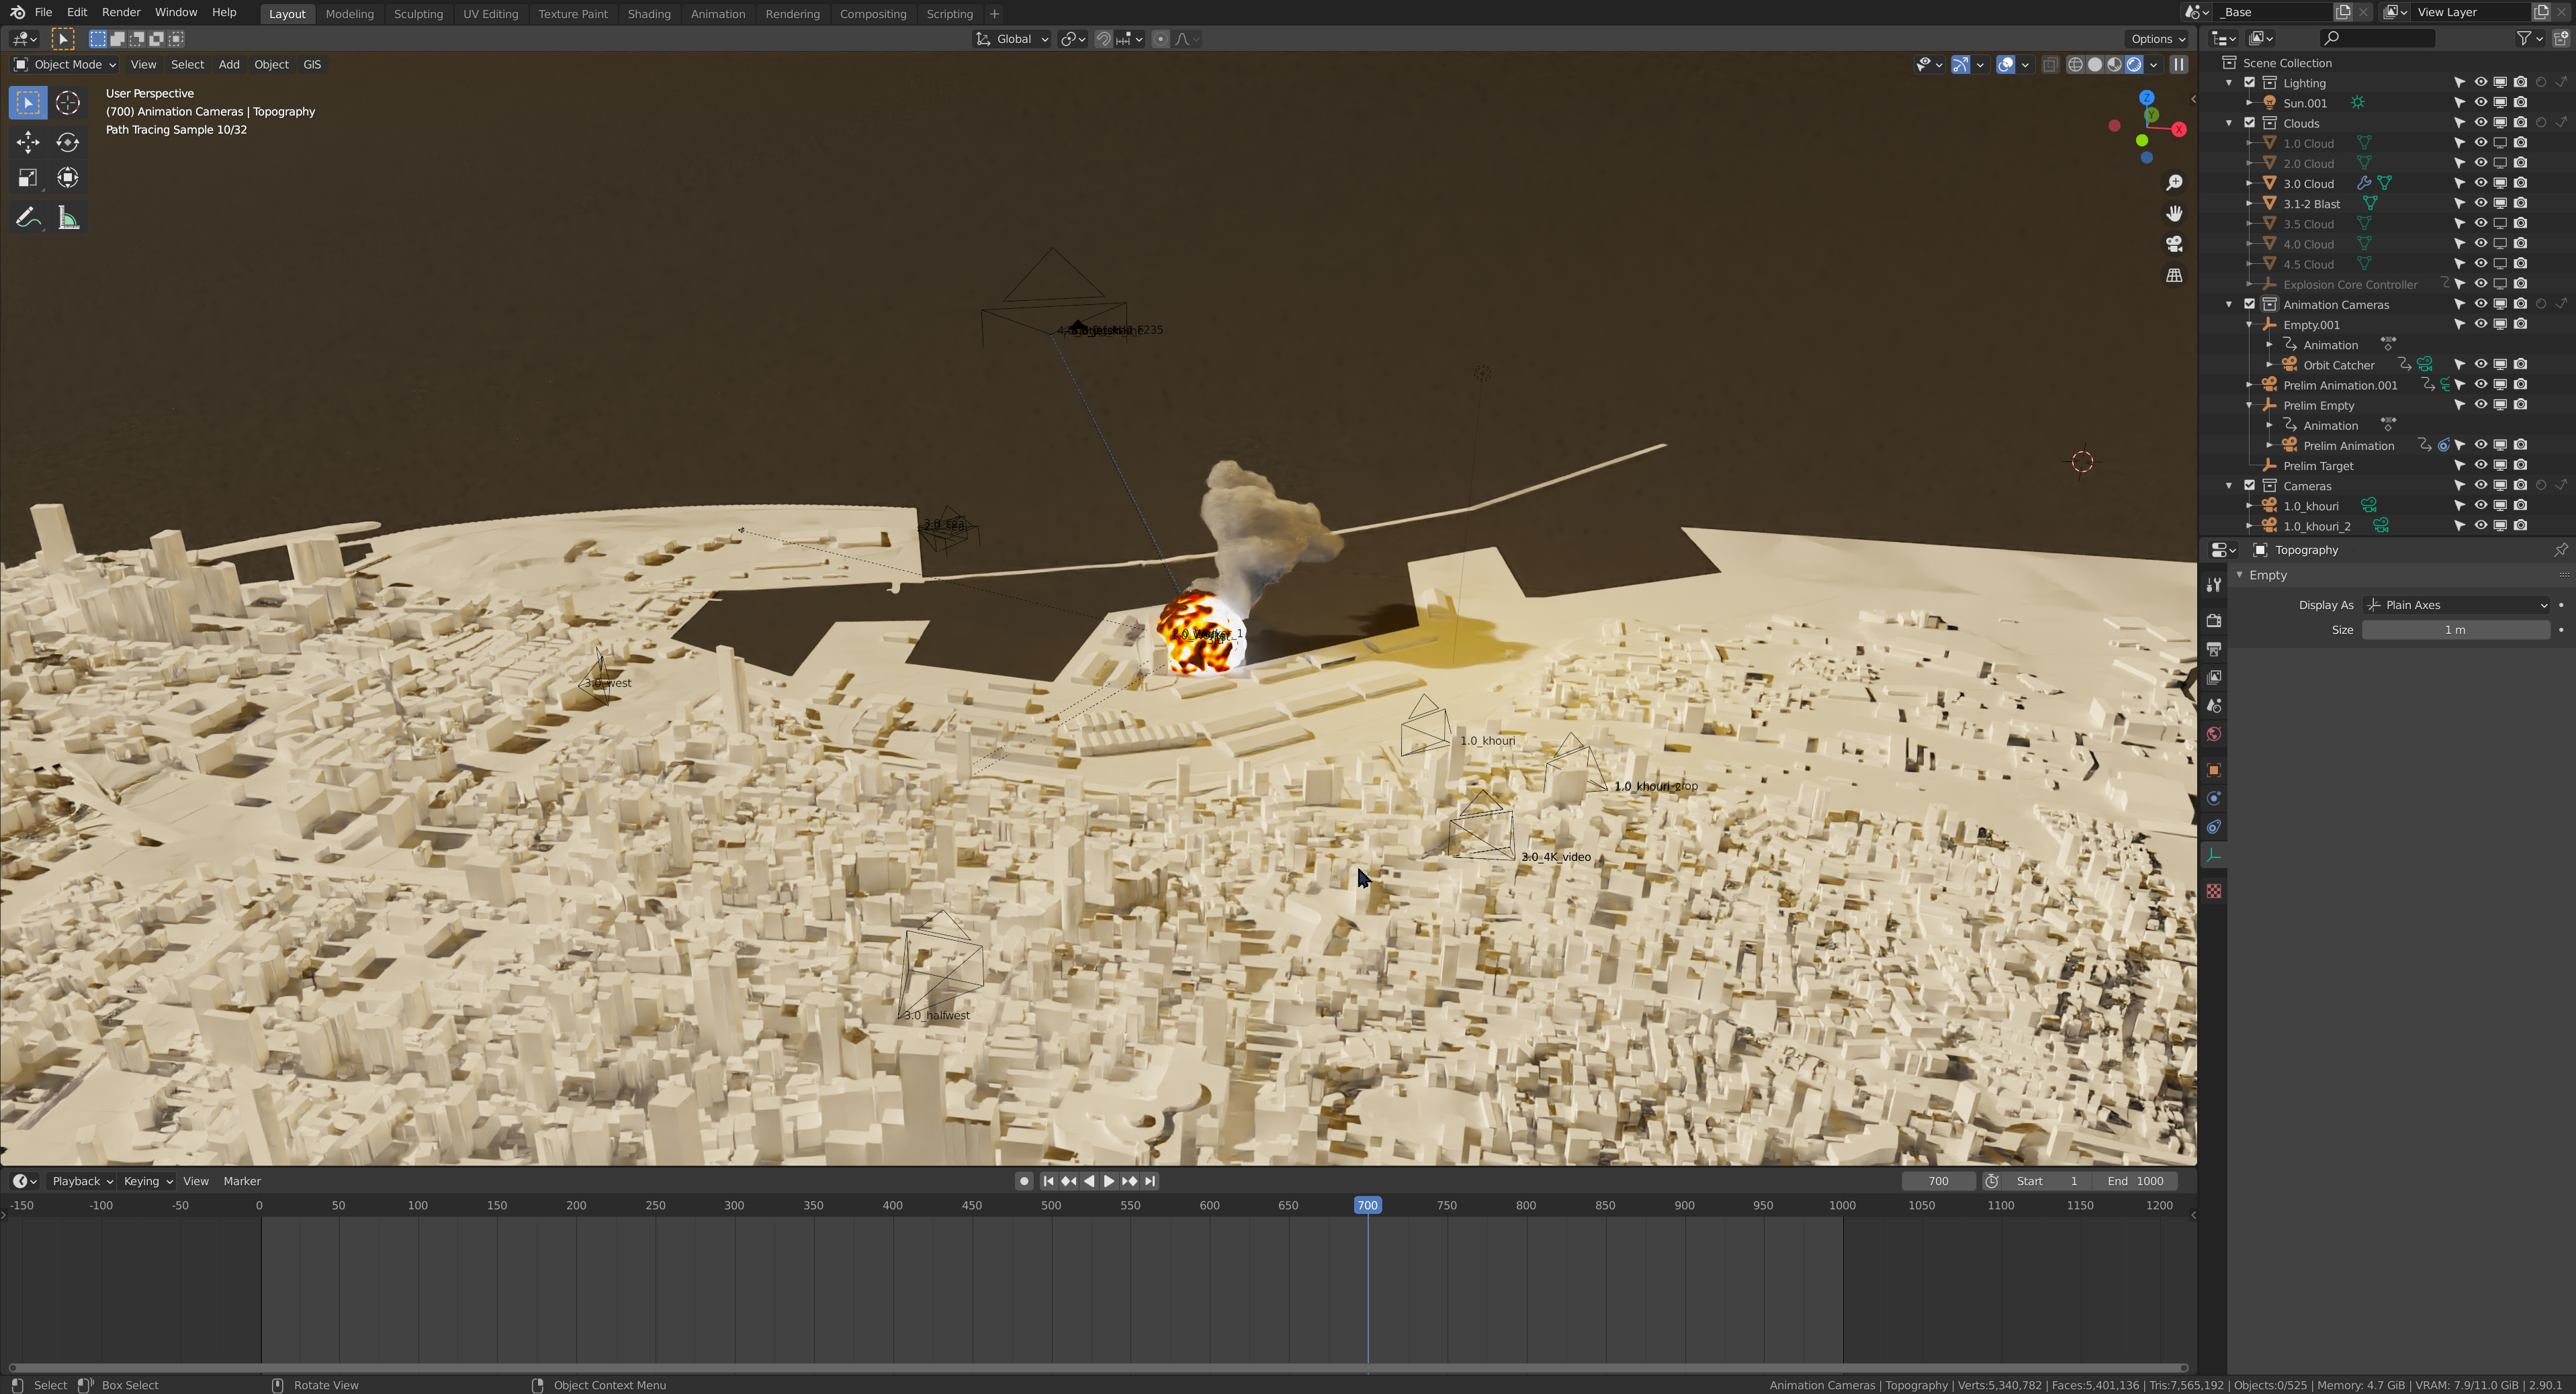 File Edit Render Window Help Layout Modeling Sculpting UV Editing Texture Paint Shading Animation Rendering Compositing Scripting +
_Base
View Layer
Global
Options
Object Mode View Select Add Object GIS
User Perspective
(700) Animation Cameras | Topography
Path Tracing Sample 10/32
Z
Y
X
3.0_west
1.0_khouri
2.0_4K_video
3.0_halfwest
Scene Collection
Lighting
Sun.001
Clouds
1.0 Cloud
2.0 Cloud
3.0 Cloud
3.1-2 Blast
3.5 Cloud
4.0 Cloud
4.5 Cloud
Explosion Core Controller
Animation Cameras
Empty.001
Animation
Orbit Catcher
Prelim Animation.001
Prelim Empty
Animation
Prelim Animation
Prelim Target
Cameras
1.0_khouri
1.0_khouri_2
Topography
Empty
Display As Plain Axes
Size 1 m
Playback Keying View Marker
700 Start 1 End 1000
-150 -100 -50 0 50 100 150 200 250 300 350 400 450 500 550 600 650 700 750 800 850 900 950 1000 1050 1100 1150 1200
Select Box Select Rotate View Object Context Menu
Animation Cameras | Topography | Verts:5,340,782 | Faces:5,401,136 | Tris:7,565,192 | Objects:0/525 | Memory: 4.7 GiB | VRAM: 7.9/11.0 GiB | 2.90.1